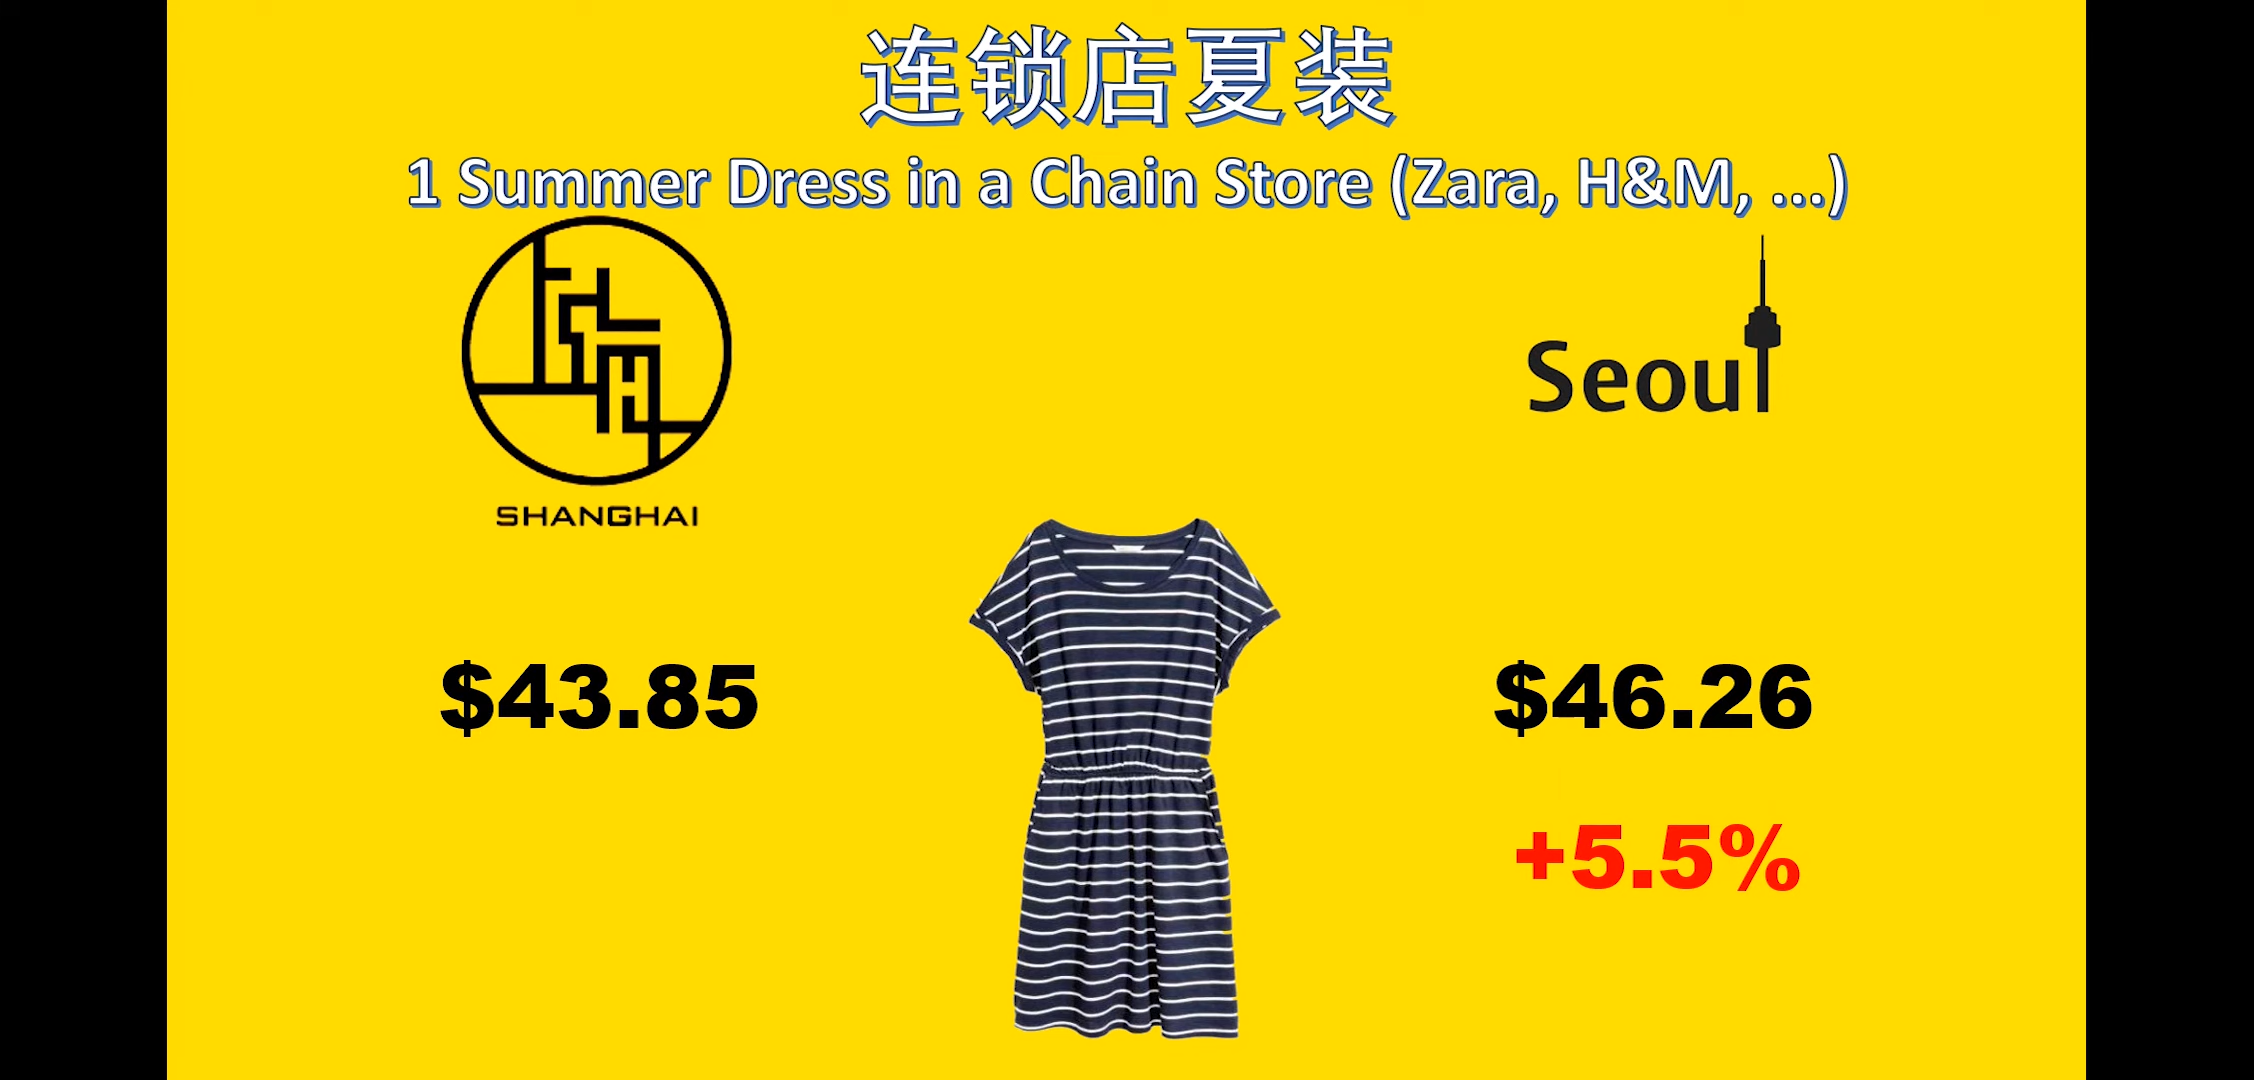 连锁店夏装
1 Summer Dress in a Chain Store (Zara, H&M, ...)
SHANGHAI
Seoul
$43.85
$46.26
+5.5%